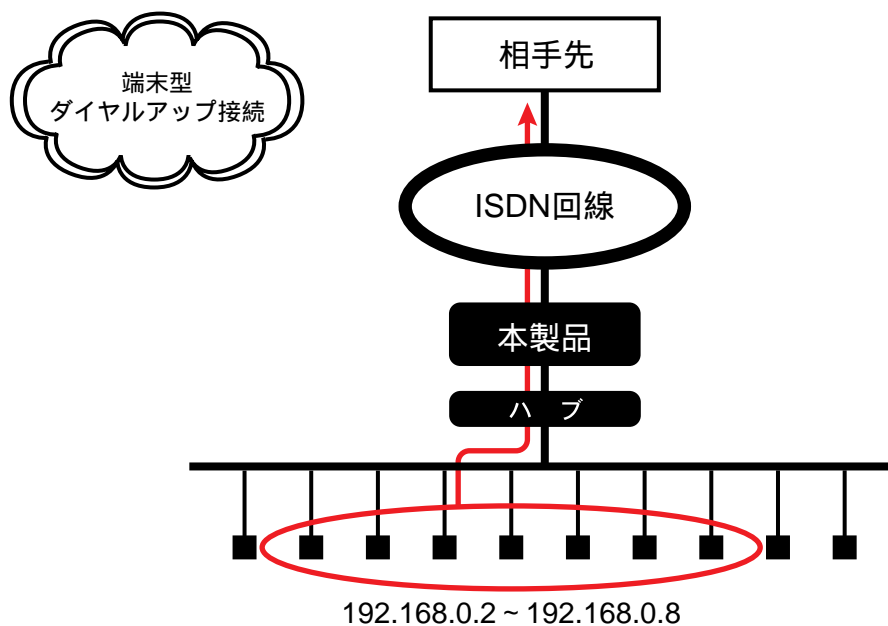 端末型
ダイヤルアップ接続
相手先
ISDN回線
本製品
ハ ブ
192.168.0.2 ~ 192.168.0.8